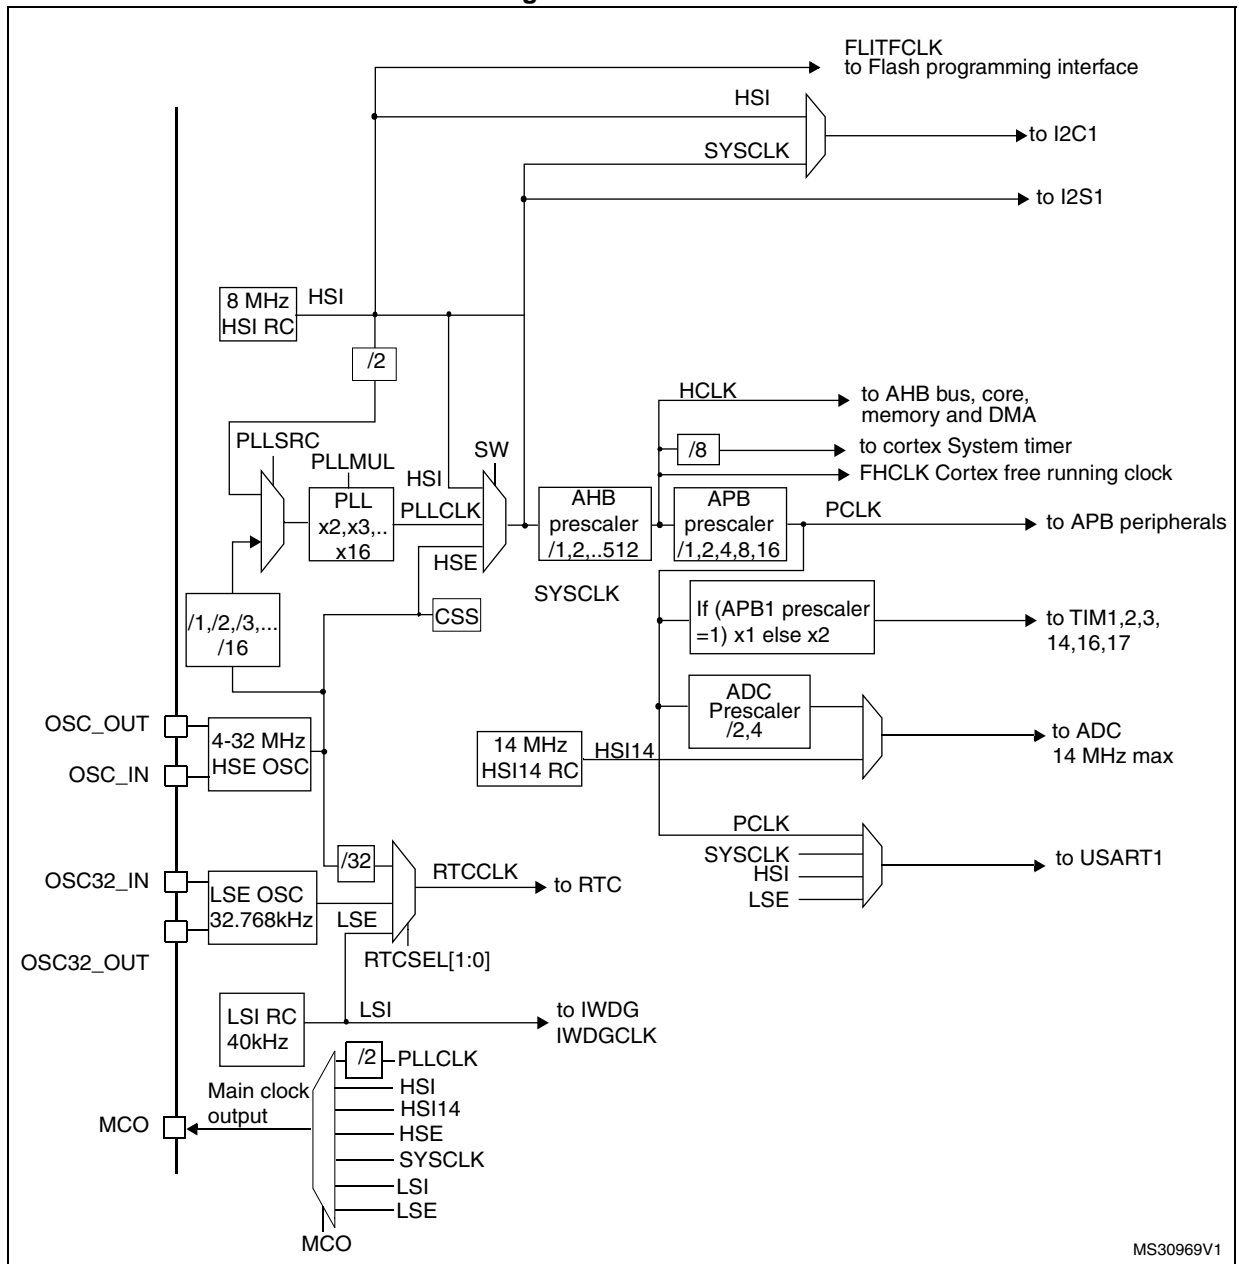 FLITFCLK
to Flash programming interface
HSI
to I2C1
SYSCLK
to I2S1
8 MHz
HSI RC
HSI
/2
HCLK
to AHB bus, core,
memory and DMA
/8
to cortex System timer
FHCLK Cortex free running clock
PLLSRC
PLLMUL
PLL
x2,x3,..
x16
HSI
PLLCLK
HSE
SW
AHB
prescaler
/1,2,..512
APB
prescaler
/1,2,4,8,16
PCLK
to APB peripherals
SYSCLK
/1,/2,/3,...
/16
CSS
If (APB1 prescaler
=1) x1 else x2
to TIM1,2,3,
14,16,17
ADC
Prescaler
/2,4
to ADC
14 MHz max
14 MHz
HSI14 RC
HSI14
OSC_OUT
OSC_IN
4-32 MHz
HSE OSC
PCLK
SYSCLK
HSI
LSE
to USART1
/32
RTCCLK
to RTC
OSC32_IN
LSE OSC
32.768kHz
LSE
RTCSEL[1:0]
OSC32_OUT
LSI RC
40kHz
LSI
to IWDG
IWDGCLK
/2
PLLCLK
HSI
HSI14
HSE
SYSCLK
LSI
LSE
Main clock
output
MCO
MCO
MS30969V1